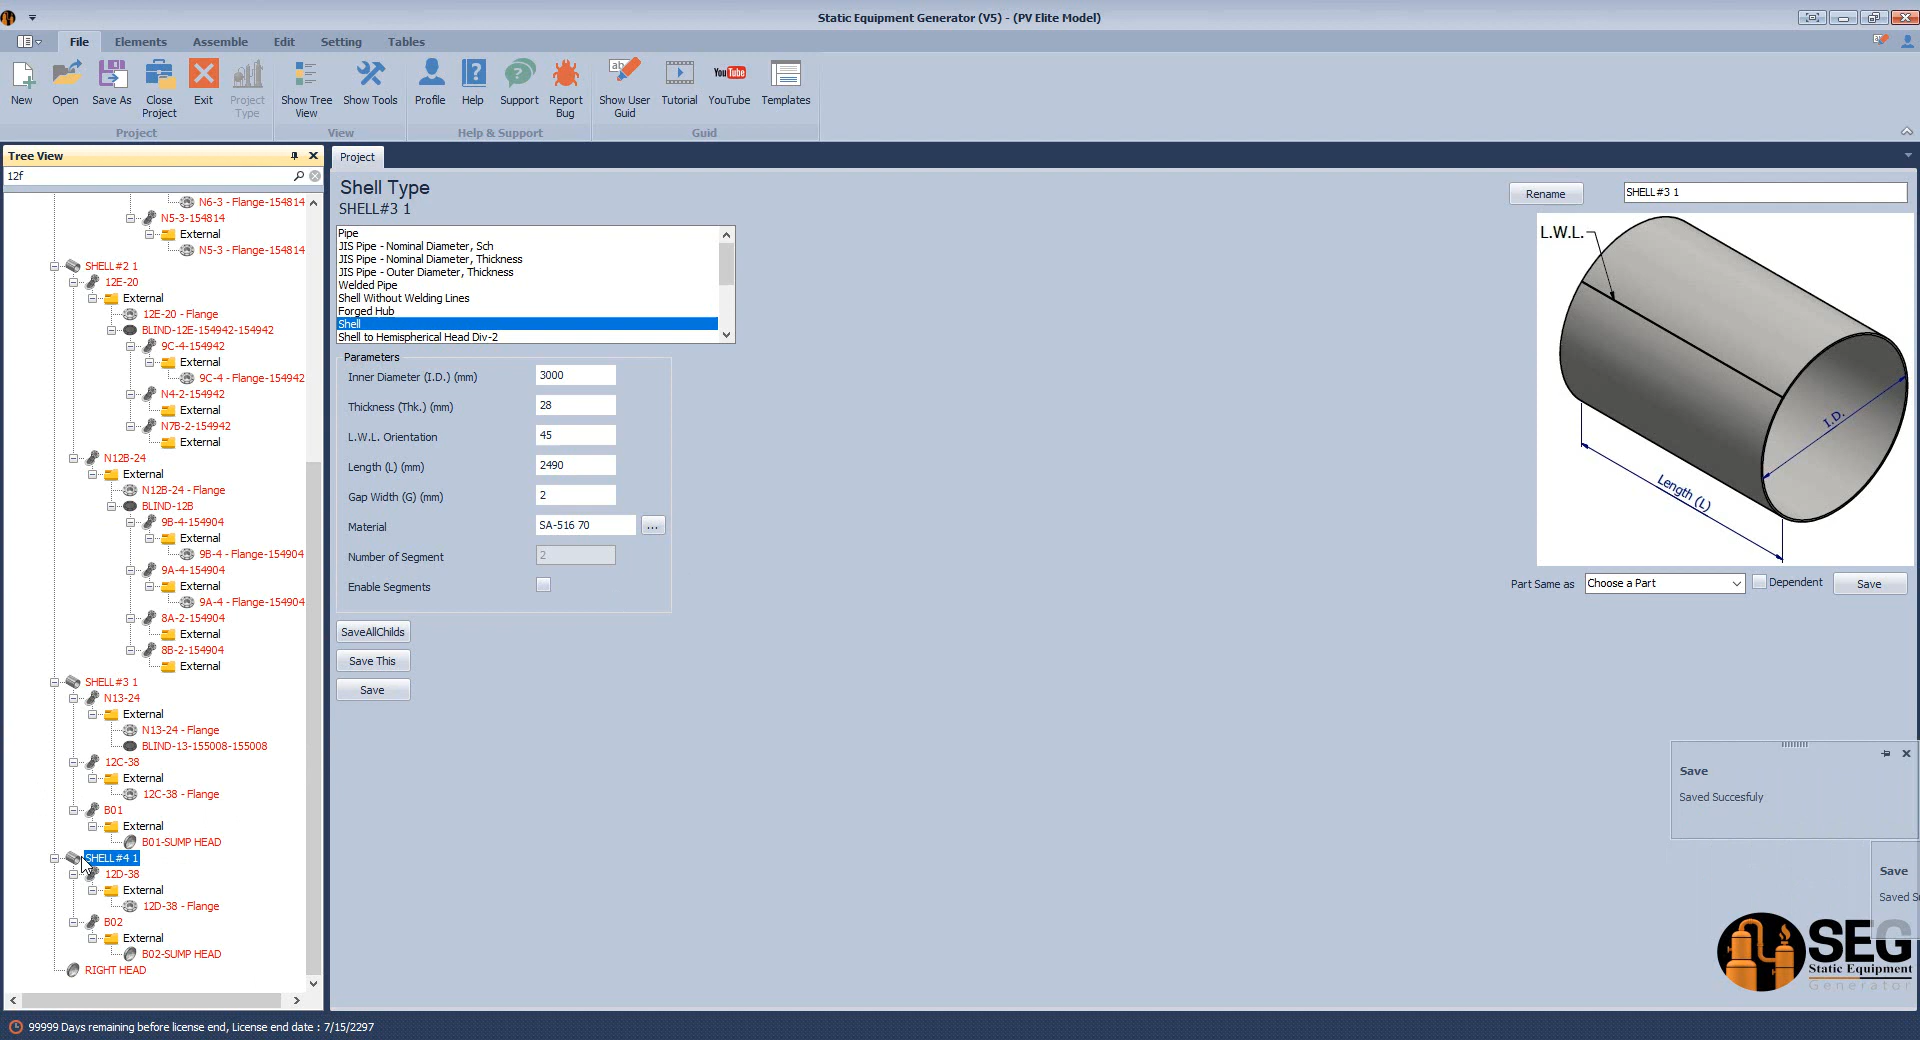 Static Equipment Generator (V5) - (PV Elite Model)
File Elements Assemble Edit Setting Tables
New Open Save As Close Project Exit Project Type Show Tree View Show Tools Profile Help Support Report Bug Show User Guid Tutorial YouTube Templates
Project View Help & Support Guid
Tree View
12f
N6-3 - Flange-154814
N5-3-154814
External
N5-3 - Flange-154814
SHELL#2 1
12E-20
External
12E-20 - Flange
BLIND-12E-154942-154942
9C-4-154942
External
9C-4 - Flange-154942
N4-2-154942
External
N7B-2-154942
External
N12B-24
External
N12B-24 - Flange
BLIND-12B
9B-4-154904
External
9B-4 - Flange-154904
9A-4-154904
External
9A-4 - Flange-154904
8A-2-154904
External
8B-2-154904
External
SHELL#3 1
N13-24
External
N13-24 - Flange
BLIND-13-155008-155008
12C-38
External
12C-38 - Flange
B01
External
B01-SUMP HEAD
SHELL#4 1
12D-38
External
12D-38 - Flange
B02
External
B02-SUMP HEAD
RIGHT HEAD
Project
Shell Type
SHELL#3 1
Pipe
JIS Pipe - Nominal Diameter, Sch
JIS Pipe - Nominal Diameter, Thickness
JIS Pipe - Outer Diameter, Thickness
Welded Pipe
Shell Without Welding Lines
Forged Hub
Shell
Shell to Hemispherical Head Div-2
Parameters
Inner Diameter (I.D.) (mm) 3000
Thickness (Thk.) (mm) 28
L.W.L. Orientation 45
Length (L) (mm) 2490
Gap Width (G) (mm) 2
Material SA-516 70 ...
Number of Segment 2
Enable Segments
SaveAllChilds
Save This
Save
Rename SHELL#3 1
L.W.L.
I.D.
Length (L)
Part Same as Choose a Part Dependent Save
Save
Saved Succesfuly
Save
Saved S
SEG
Static Equipment
Generator
99999 Days remaining before license end, License end date : 7/15/2297